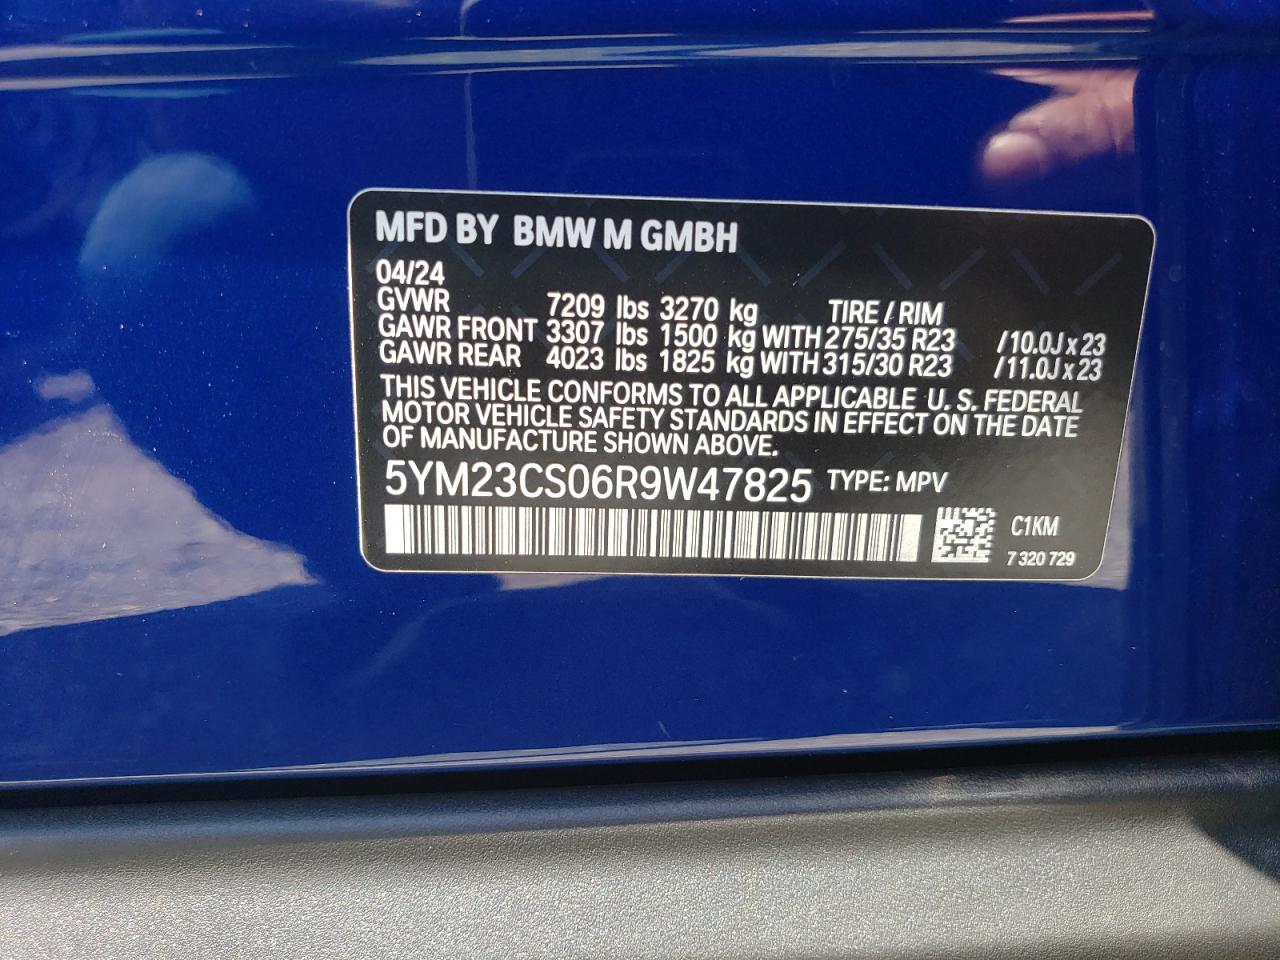 MFD BY BMW M GMBH
04/24
GVWR 7209 lbs 3270 kg TIRE / RIM
GAWR FRONT 3307 lbs 1500 kg WITH 275/35 R23 /10.0J x 23
GAWR REAR 4023 lbs 1825 kg WITH 315/30 R23 /11.0J x 23
THIS VEHICLE CONFORMS TO ALL APPLICABLE U. S. FEDERAL
MOTOR VEHICLE SAFETY STANDARDS IN EFFECT ON THE DATE
OF MANUFACTURE SHOWN ABOVE.
5YM23CS06R9W47825 TYPE: MPV
C1KM
7 320 729